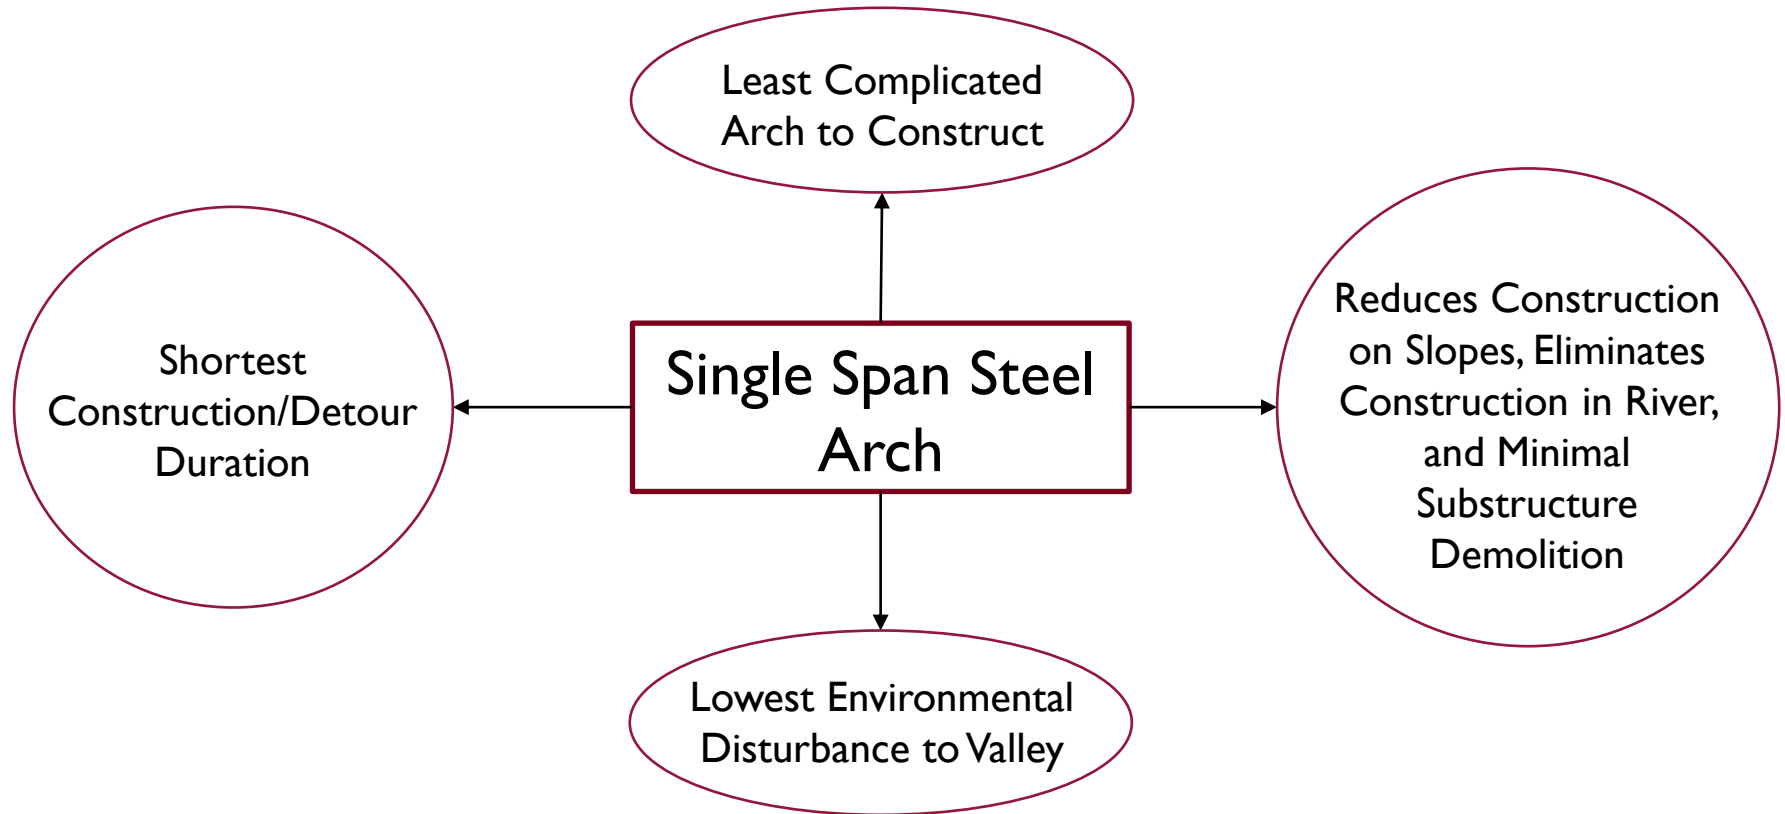 Least Complicated
Arch to Construct
Shortest
Construction/Detour
Duration
Single Span Steel
Arch
Reduces Construction
on Slopes, Eliminates
Construction in River,
and Minimal
Substructure
Demolition
Lowest Environmental
Disturbance to Valley